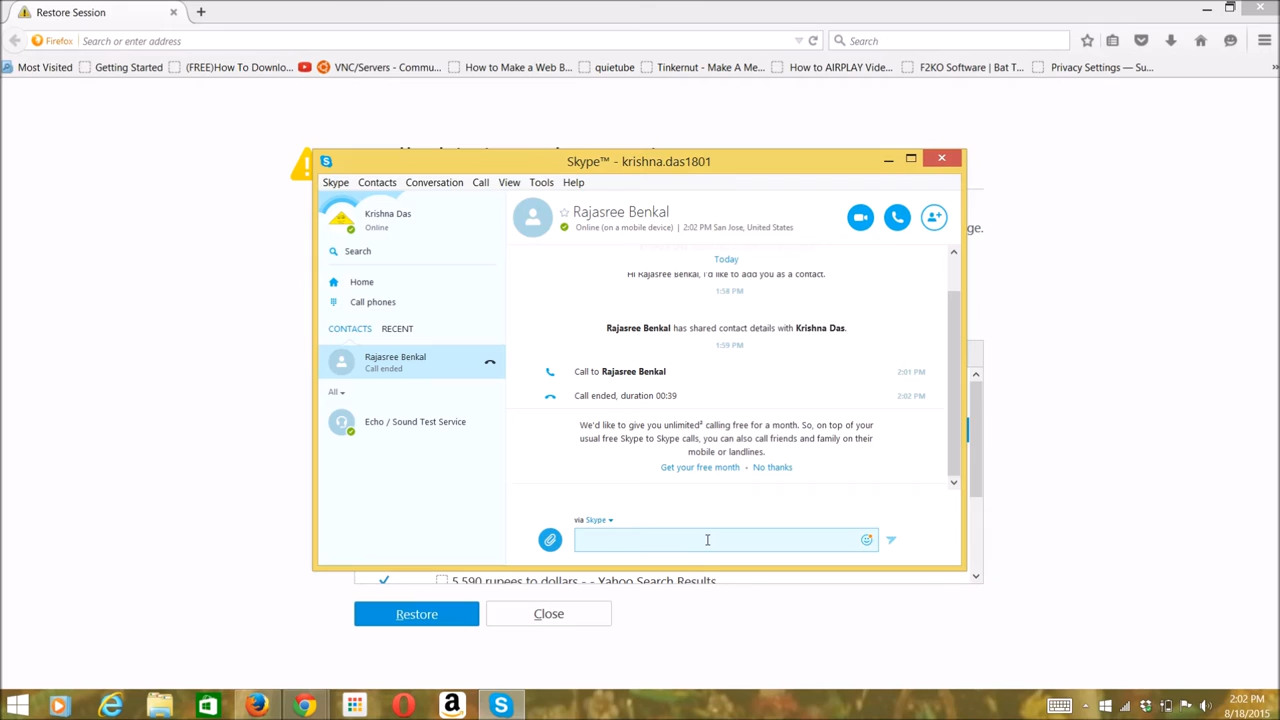 Restore Session
Firefox
Search or enter address
Search
Most Visited
Getting Started
(FREE)How To Downlo...
VNC/Servers - Commu...
How to Make a Web B...
quietube
Tinkernut - Make A Me...
How to AIRPLAY Vide...
F2KO Software | Bat T...
Privacy Settings — Su...
Skype™ - krishna.das1801
Skype
Contacts
Conversation
Call
View
Tools
Help
Krishna Das
Online
Search
Home
Call phones
CONTACTS
RECENT
Rajasree Benkal
Call ended
All
Echo / Sound Test Service
Rajasree Benkal
Online (on a mobile device) | 2:02 PM San Jose, United States
Today
Hi Rajasree Benkal, I'd like to add you as a contact.
1:58 PM
Rajasree Benkal has shared contact details with Krishna Das.
1:59 PM
Call to Rajasree Benkal
2:01 PM
Call ended, duration 00:39
2:02 PM
We'd like to give you unlimited² calling free for a month. So, on top of your
usual free Skype to Skype calls, you can also call friends and family on their
mobile or landlines.
Get your free month · No thanks
via Skype
ge.
5,590 rupees to dollars - - Yahoo Search Results
Restore
Close
2:02 PM
8/18/2015